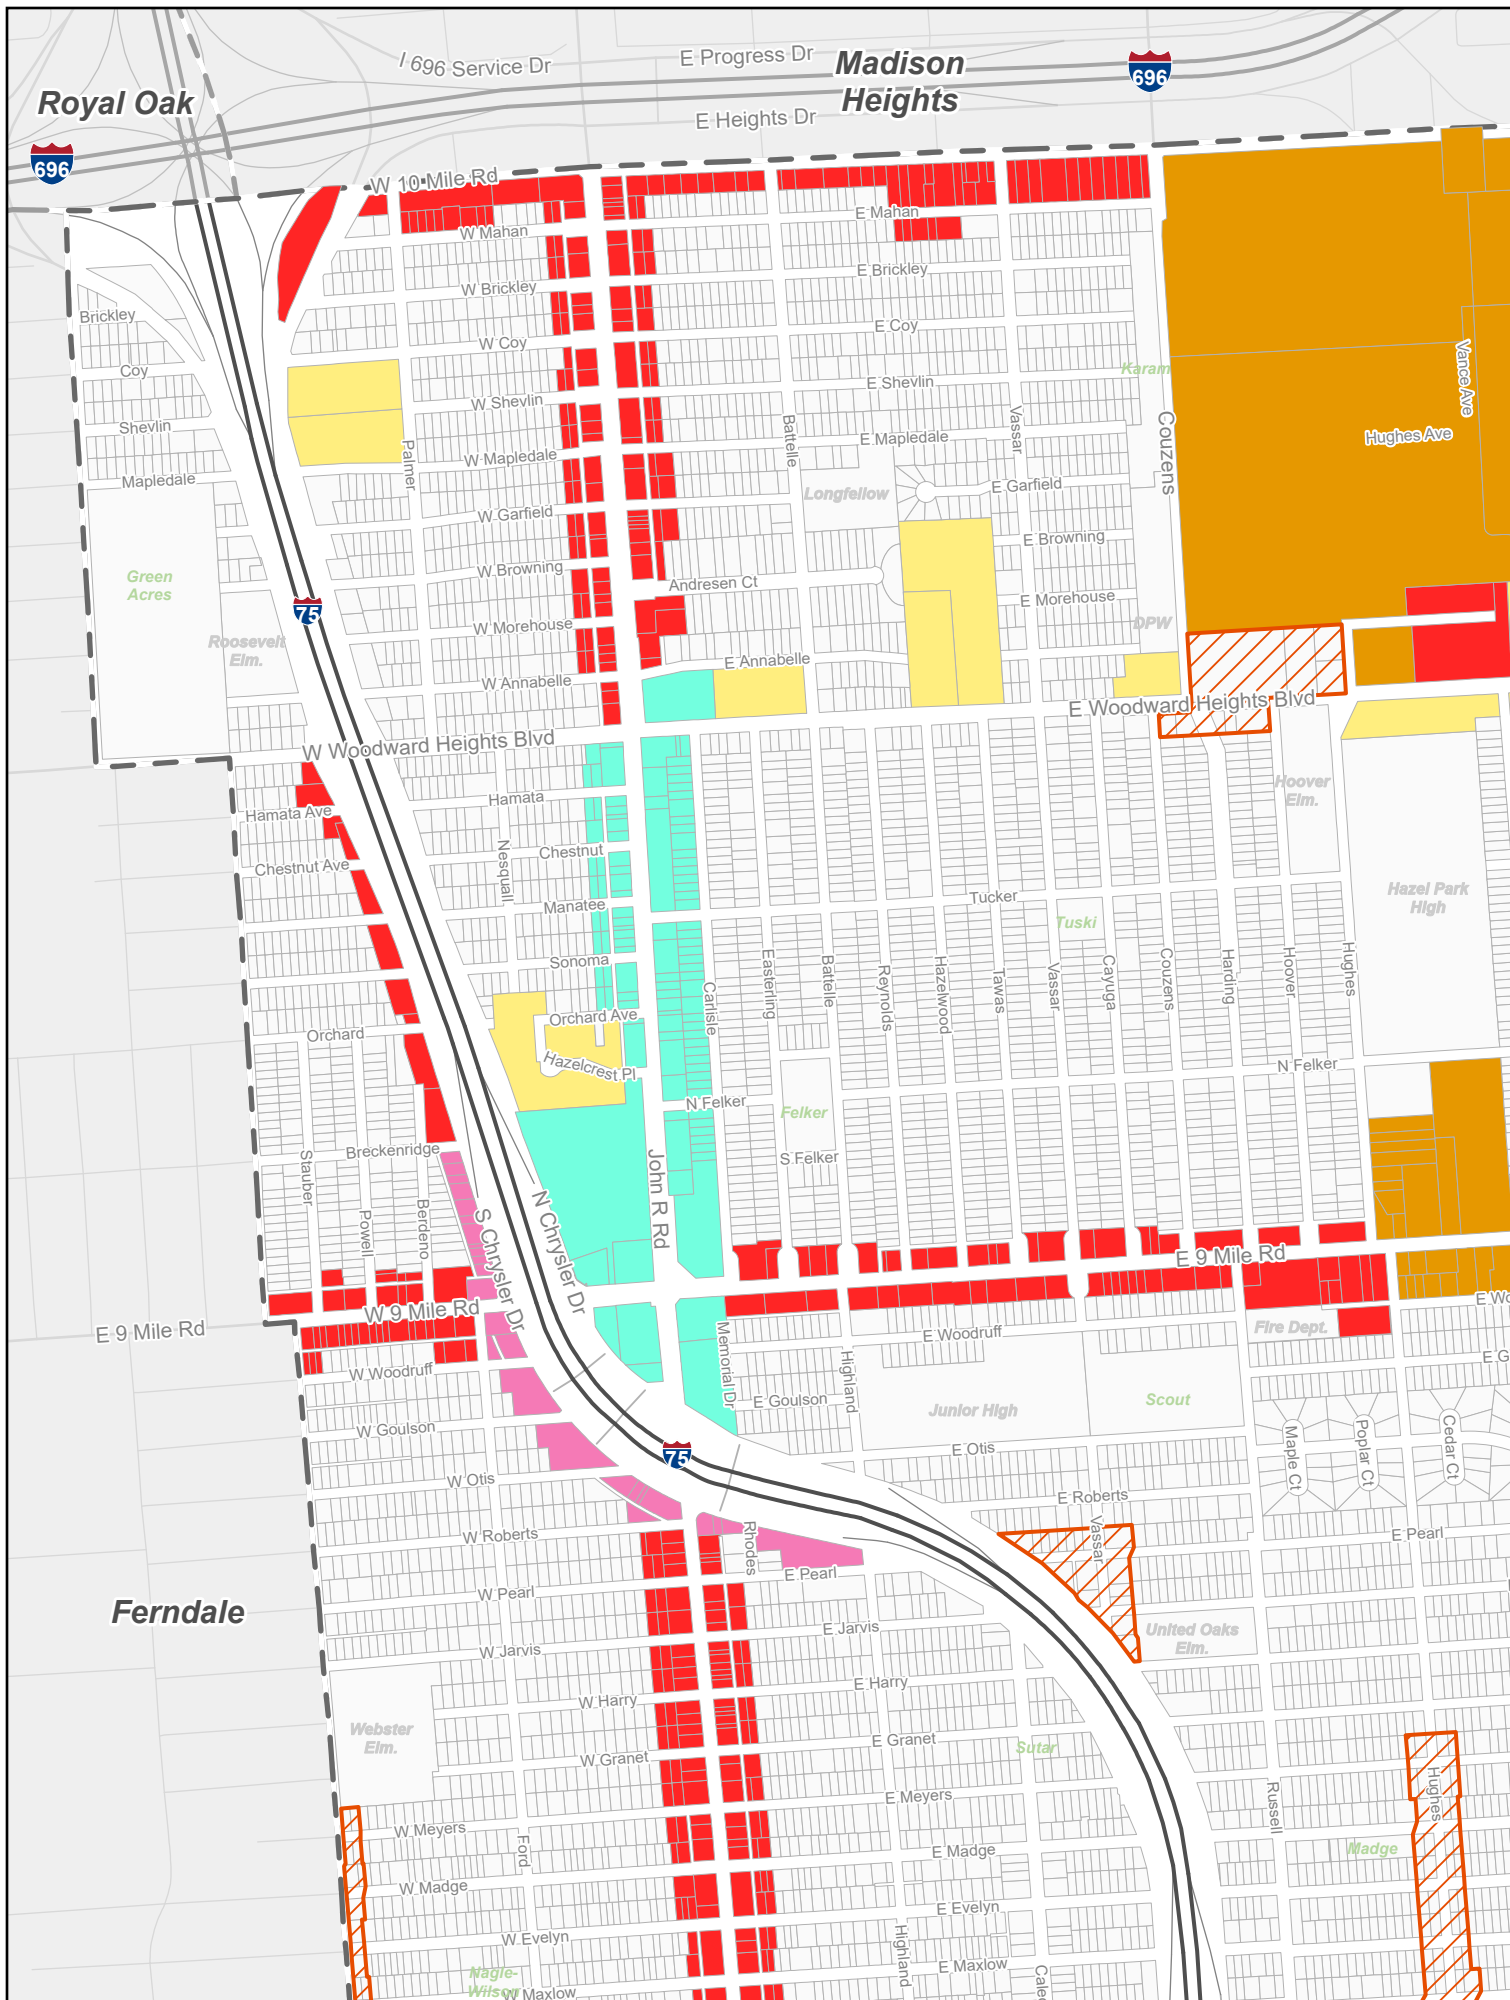 I 696 Service Dr
E Progress Dr
Madison
Heights
696
Royal Oak
E Heights Dr
696
W 10 Mile Rd
E Mahan
W Mahan
E Brickley
W Brickley
Brickley
E Coy
W Coy
Coy
Karam
Vance Ave
E Shevlin
W Shevlin
Shevlin
Battelle
Vassar
Couzens
E Mapledale
Hughes Ave
W Mapledale
Palmer
Mapledale
Longfellow
E Garfield
W Garfield
E Browning
W Browning
Green
Acres
Andresen Ct
75
E Morehouse
DPW
W Morehouse
Roosevelt
Elm.
E Annabelle
W Annabelle
E Woodward Heights Blvd
W Woodward Heights Blvd
Hamata
Hoover
Elm.
Hamata Ave
Chestnut
Chestnut Ave
Nesquall
Hazel Park
High
Tucker
Manatee
Tuski
Sonoma
Carlisle
Easterling
Battelle
Reynolds
Hazelwood
Tawas
Vassar
Cayuga
Couzens
Harding
Hoover
Hughes
Orchard Ave
Orchard
Hazelcrest Pl
N Felker
N Felker
Felker
Breckenridge
S Felker
Stauber
Powell
Berdeno
S Chrysler Dr
N Chrysler Dr
John R Rd
E 9 Mile Rd
W 9 Mile Rd
E 9 Mile Rd
E Wo
Fire Dept.
E Woodruff
Memorial Dr
Highland
E G
W Woodruff
E Goulson
Junior High
Scout
W Goulson
Maple Ct
Poplar Ct
Cedar Ct
75
E Otis
W Otis
E Roberts
W Roberts
Rhodes
Vassar
E Pearl
E Pearl
W Pearl
Ferndale
E Jarvis
United Oaks
Elm.
W Jarvis
E Harry
W Harry
Webster
Elm.
E Granet
Sutar
W Granet
E Meyers
Russell
Hughes
W Meyers
Ford
E Madge
Madge
W Madge
E Evelyn
W Evelyn
Highland
E Maxlow
Nagle-
Wilson
W Maxlow
Cale